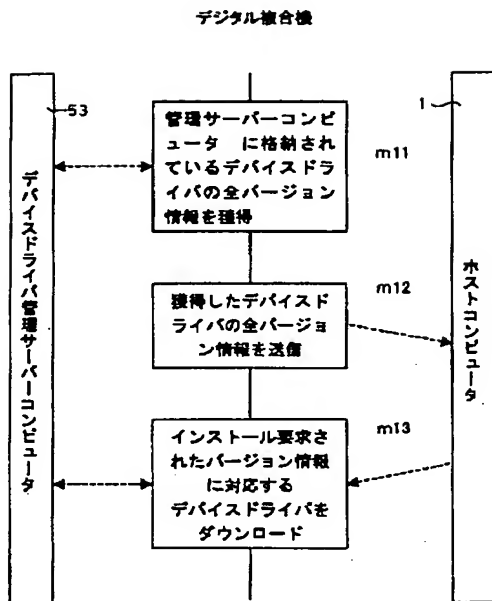 デジタル複合機
53
1
管理サーバーコンピ
ュータ に格納され
ているデバイスドラ
イバの全バージョン
情報を獲得
m11
獲得したデバイスド
ライバの全バージョ
ン情報を送信
m12
インストール要求さ
れたバージョン情報
に対応する
デバイスドライバを
ダウンロード
m13
デバイスドライバ管理サーバーコンピュータ
ホストコンピュータ